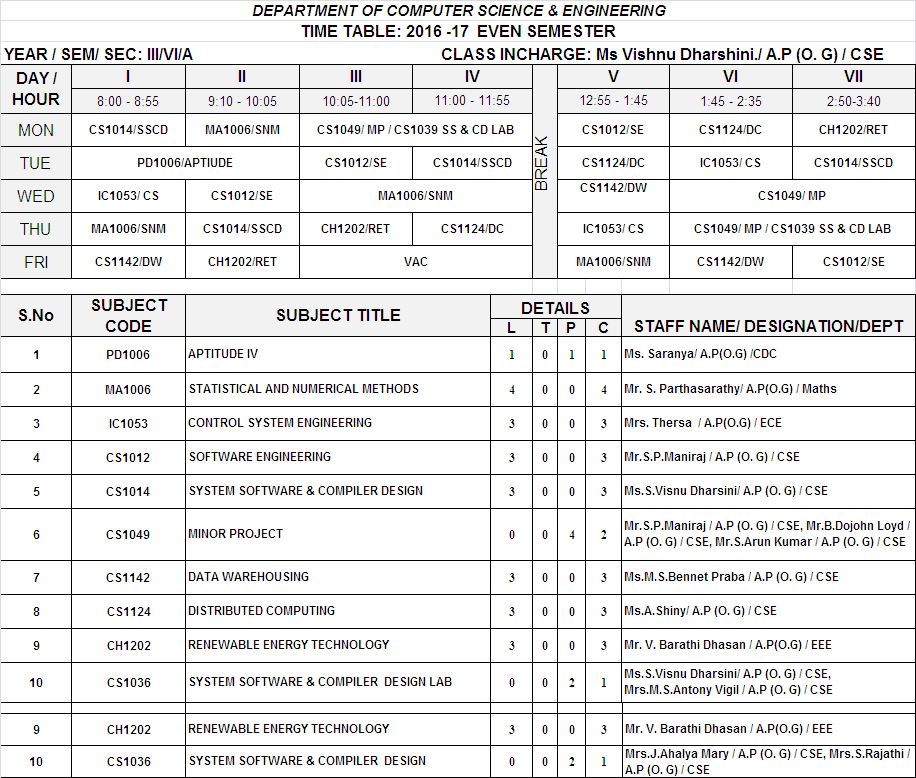 DEPARTMENT OF COMPUTER SCIENCE & ENGINEERING
TIME TABLE: 2016 -17 EVEN SEMESTER
YEAR / SEM/ SEC: III/VI/A CLASS INCHARGE: Ms Vishnu Dharshini./ A.P (O. G) / CSE
DAY / HOUR I II III IV BREAK V VI VII
8:00 - 8:55 9:10 - 10:05 10:05-11:00 11:00 - 11:55 12:55 - 1:45 1:45 - 2:35 2:50-3:40
MON CS1014/SSCD MA1006/SNM CS1049/ MP / CS1039 SS & CD LAB CS1012/SE CS1124/DC CH1202/RET
TUE PD1006/APTIUDE CS1012/SE CS1014/SSCD CS1124/DC IC1053/ CS CS1014/SSCD
WED IC1053/ CS CS1012/SE MA1006/SNM CS1142/DW CS1049/ MP
THU MA1006/SNM CS1014/SSCD CH1202/RET CS1124/DC IC1053/ CS CS1049/ MP / CS1039 SS & CD LAB
FRI CS1142/DW CH1202/RET VAC MA1006/SNM CS1142/DW CS1012/SE
S.No SUBJECT CODE SUBJECT TITLE DETAILS STAFF NAME/ DESIGNATION/DEPT
L T P C
1 PD1006 APTITUDE IV 1 0 1 1 Ms. Saranya/ A.P(O.G) /CDC
2 MA1006 STATISTICAL AND NUMERICAL METHODS 4 0 0 4 Mr. S. Parthasarathy/ A.P(O.G) / Maths
3 IC1053 CONTROL SYSTEM ENGINEERING 3 0 0 3 Mrs. Thersa / A.P(O.G) / ECE
4 CS1012 SOFTWARE ENGINEERING 3 0 0 3 Mr.S.P.Maniraj / A.P (O. G) / CSE
5 CS1014 SYSTEM SOFTWARE & COMPILER DESIGN 3 0 0 3 Ms.S.Visnu Dharsini/ A.P (O. G) / CSE
6 CS1049 MINOR PROJECT 0 0 4 2 Mr.S.P.Maniraj / A.P (O. G) / CSE, Mr.B.Dojohn Loyd /
A.P (O. G) / CSE, Mr.S.Arun Kumar / A.P (O. G) / CSE
7 CS1142 DATA WAREHOUSING 3 0 0 3 Ms.M.S.Bennet Praba / A.P (O. G) / CSE
8 CS1124 DISTRIBUTED COMPUTING 3 0 0 3 Ms.A.Shiny/ A.P (O. G) / CSE
9 CH1202 RENEWABLE ENERGY TECHNOLOGY 3 0 0 3 Mr. V. Barathi Dhasan / A.P(O.G) / EEE
10 CS1036 SYSTEM SOFTWARE & COMPILER DESIGN LAB 0 0 2 1 Ms.S.Visnu Dharsini/ A.P (O. G) / CSE,
Mrs.M.S.Antony Vigil / A.P (O. G) / CSE
9 CH1202 RENEWABLE ENERGY TECHNOLOGY 3 0 0 3 Mr. V. Barathi Dhasan / A.P(O.G) / EEE
10 CS1036 SYSTEM SOFTWARE & COMPILER DESIGN 0 0 2 1 Mrs.J.Ahalya Mary / A.P (O. G) / CSE, Mrs.S.Rajathi /
A.P (O. G) / CSE